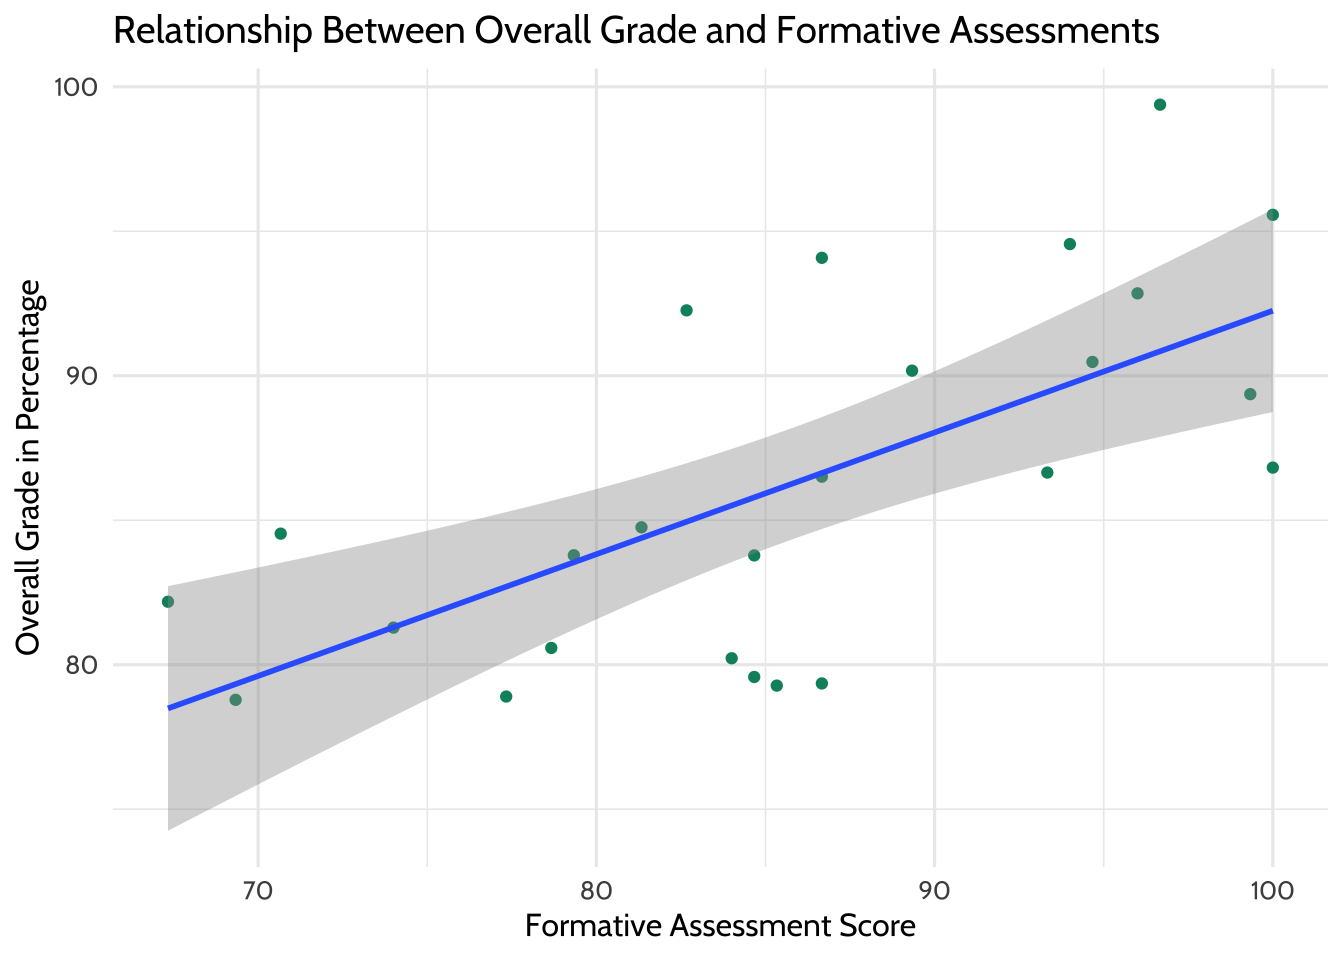 Relationship Between Overall Grade and Formative Assessments
100
90
80
Overall Grade in Percentage
70 80 90 100
Formative Assessment Score